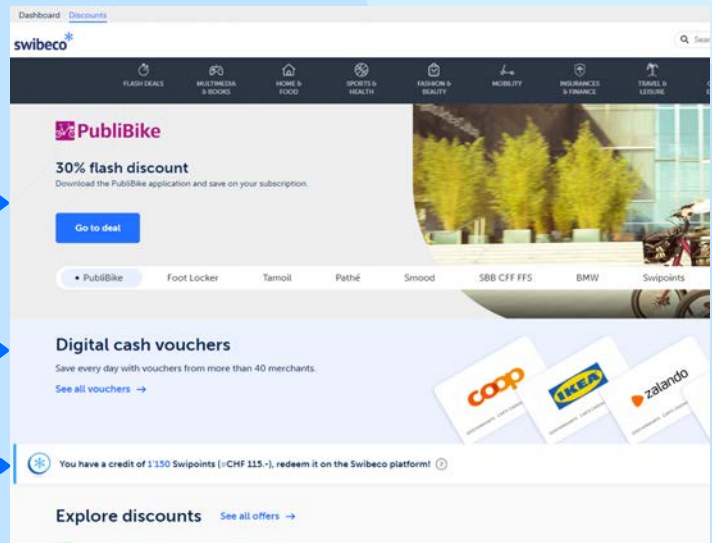 Dashboard Discounts
swibeco*
FLASH DEALS
MULTIMEDIA
& BOOKS
HOME &
FOOD
SPORTS &
HEALTH
FASHION &
BEAUTY
MOBILITY
INSURANCES
& FINANCE
TRAVEL &
LEISURE
PubliBike
30% flash discount
Download the PubliBike application and save on your subscription.
Go to deal
• PubliBike Foot Locker Tamoil Pathé Smood SBB CFF FFS BMW Swipoints
Digital cash vouchers
Save every day with vouchers from more than 40 merchants.
See all vouchers →
coop
IKEA
zalando
You have a credit of 1'150 Swipoints (=CHF 115.-), redeem it on the Swibeco platform! ?
Explore discounts See all offers →